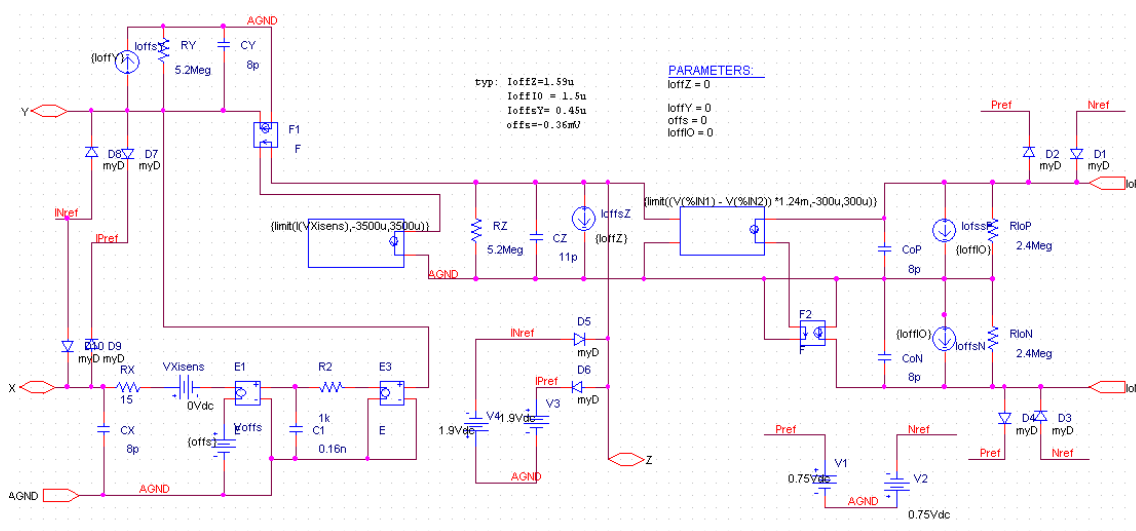 AGND
IoffsY
{IoffY}
RY
5.2Meg
CY
8p
typ: IoffZ=1.59u
IoffIO = 1.5u
IoffsY= 0.45u
offs=-0.36mV
PARAMETERS:
IoffZ = 0
IoffY = 0
offs = 0
IoffIO = 0
Y
F1
F
D8
myD
D7
myD
Pref
Nref
D2
myD
D1
myD
INref
IPref
{limit(I(VXisens),-3500u,3500u)}
AGND
RZ
5.2Meg
CZ
11p
IoffsZ
{IoffZ}
{limit((V(%IN1) - V(%IN2)) *1.24m,-300u,300u)}
CoP
8p
{IoffIO}
RIoP
2.4Meg
F2
F
{IoffIO}
IoffsN
CoN
8p
RIoN
2.4Meg
D10
myD
D9
myD
X
RX
15
VXisens
0Vdc
E1
E
R2
1k
E3
E
CX
8p
{offs}
Voffs
C1
0.16n
AGND
AGND
INref
D5
myD
IPref
D6
myD
V4
1.9Vdc
V3
1.9Vdc
AGND
Z
D4
myD
D3
myD
Pref
Nref
Pref
Nref
V1
0.75Vdc
AGND
V2
0.75Vdc